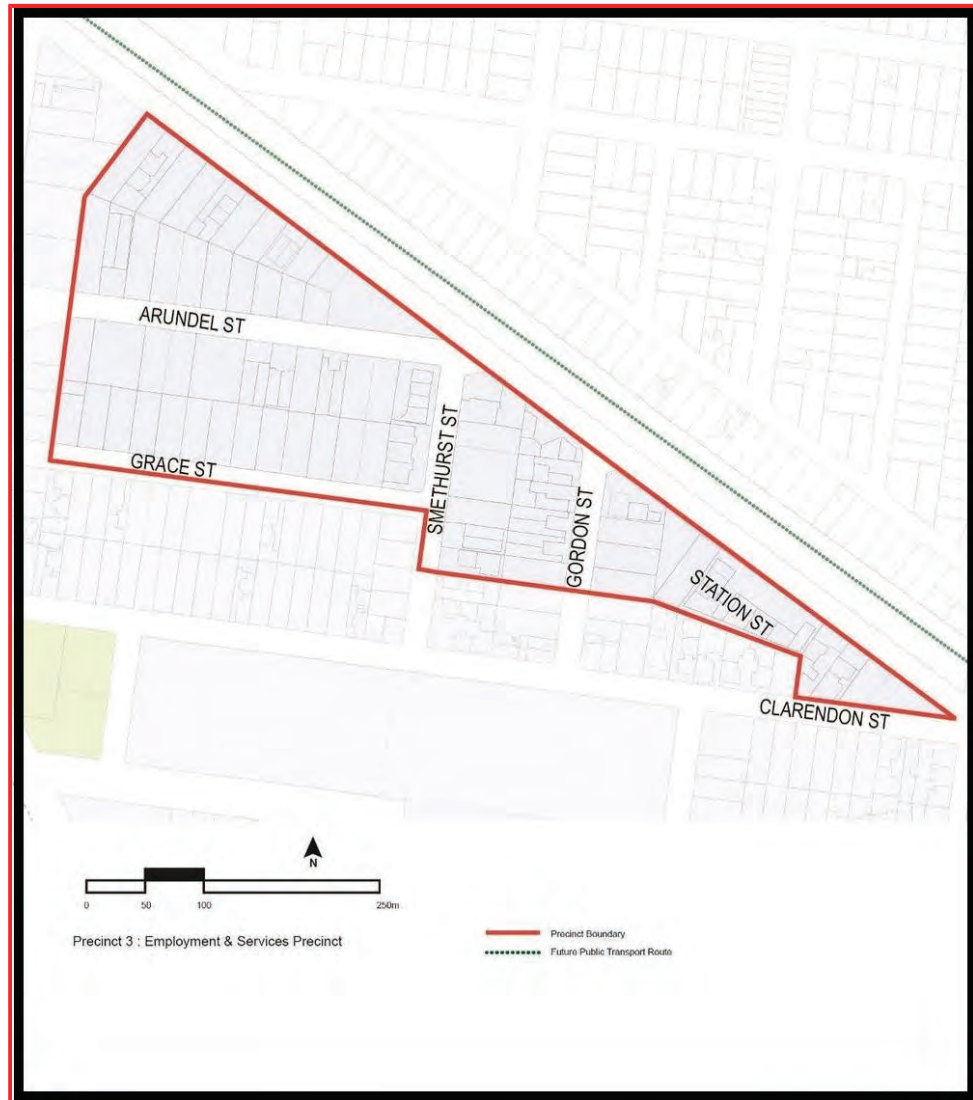 ARUNDEL ST
GRACE ST
SMETHURST ST
GORDON ST
STATION ST
CLARENDON ST
N
0 50 100 250m
Precinct 3 : Employment & Services Precinct
Precinct Boundary
Future Public Transport Route